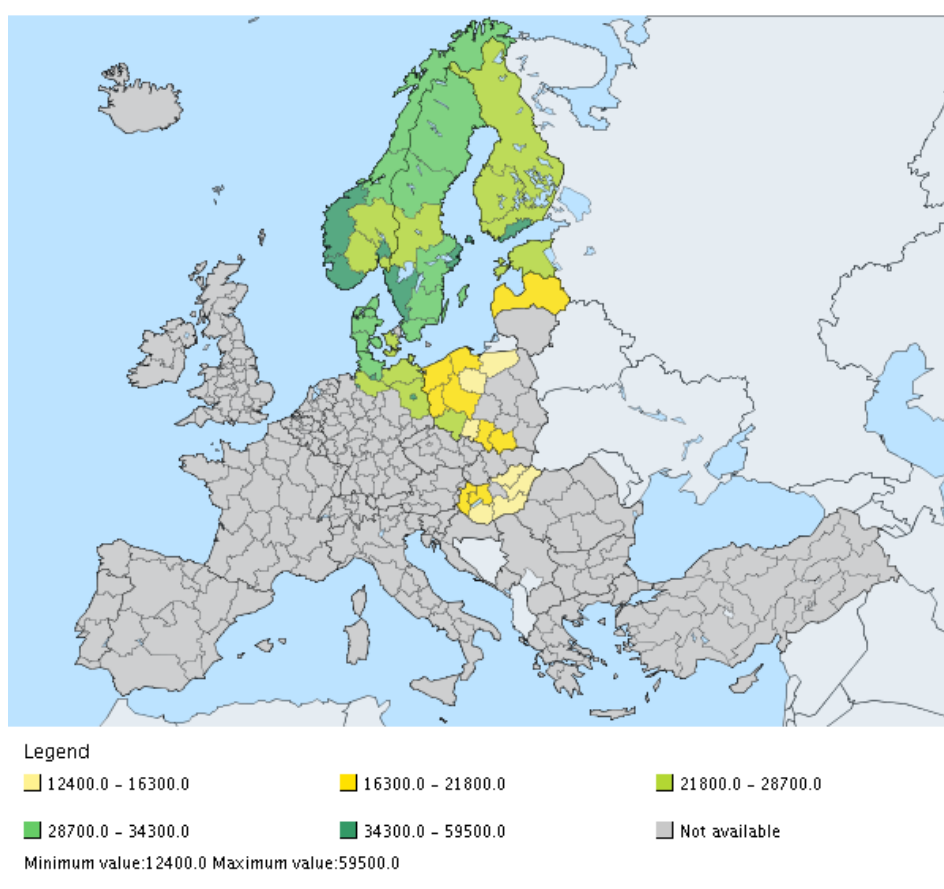 Legend
12400.0 – 16300.0 16300.0 – 21800.0 21800.0 – 28700.0
28700.0 – 34300.0 34300.0 – 59500.0 Not available
Minimum value:12400.0 Maximum value:59500.0